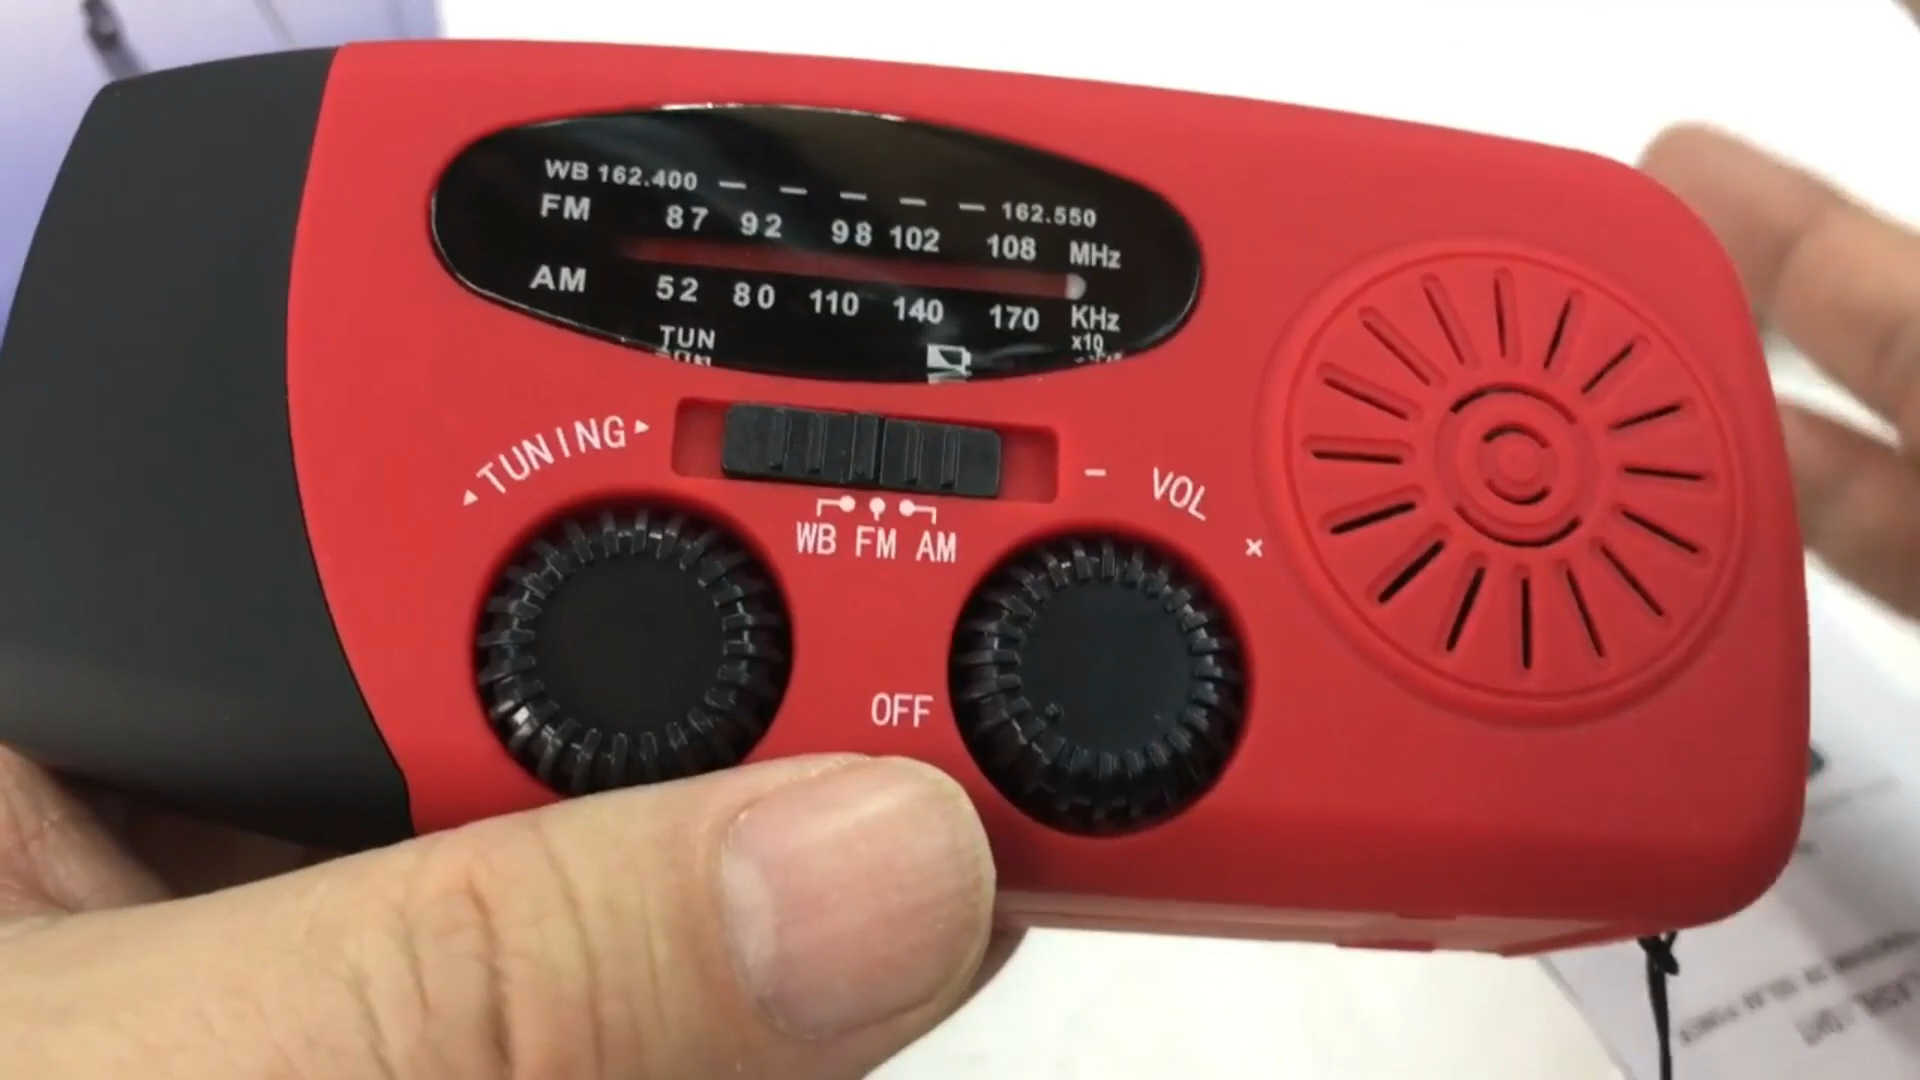 WB 162.400 — — — — — 162.550
FM 87 92 98 102 108 MHz
AM 52 80 110 140 170 KHz
x10
TUN
TUNING
WB FM AM
- VOL
OFF